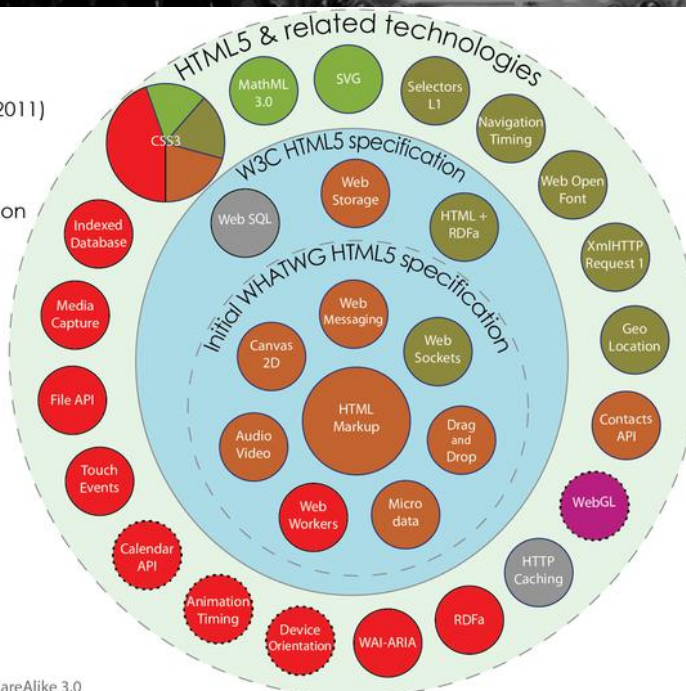 HTML5 & related technologies
2011)
on
CSS3
MathML
3.0
SVG
Selectors
L1
Navigation
Timing
Web Open
Font
XmlHTTP
Request 1
Geo
Location
Contacts
API
WebGL
HTTP
Caching
RDFa
WAI-ARIA
Device
Orientation
Animation
Timing
Calendar
API
Touch
Events
File API
Media
Capture
Indexed
Database
W3C HTML5 specification
Web SQL
Web
Storage
HTML +
RDFa
Initial WHATWG HTML5 specification
Web
Messaging
Canvas
2D
Web
Sockets
HTML
Markup
Audio
Video
Drag
and
Drop
Web
Workers
Micro
data
areAlike 3.0